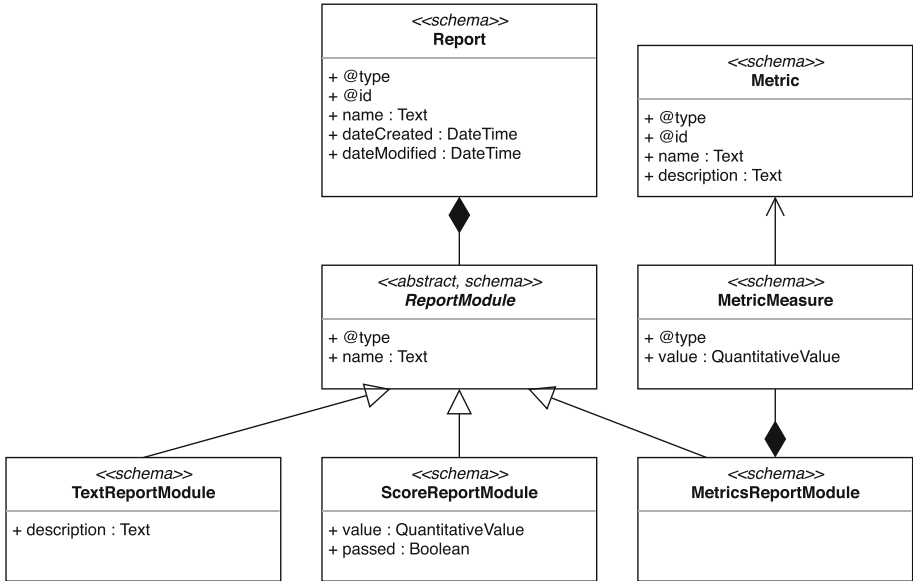 <<schema>>
Report
+ @type
+ @id
+ name : Text
+ dateCreated : DateTime
+ dateModified : DateTime
<<schema>>
Metric
+ @type
+ @id
+ name : Text
+ description : Text
<<abstract, schema>>
ReportModule
+ @type
+ name : Text
<<schema>>
MetricMeasure
+ @type
+ value : QuantitativeValue
<<schema>>
TextReportModule
+ description : Text
<<schema>>
ScoreReportModule
+ value : QuantitativeValue
+ passed : Boolean
<<schema>>
MetricsReportModule